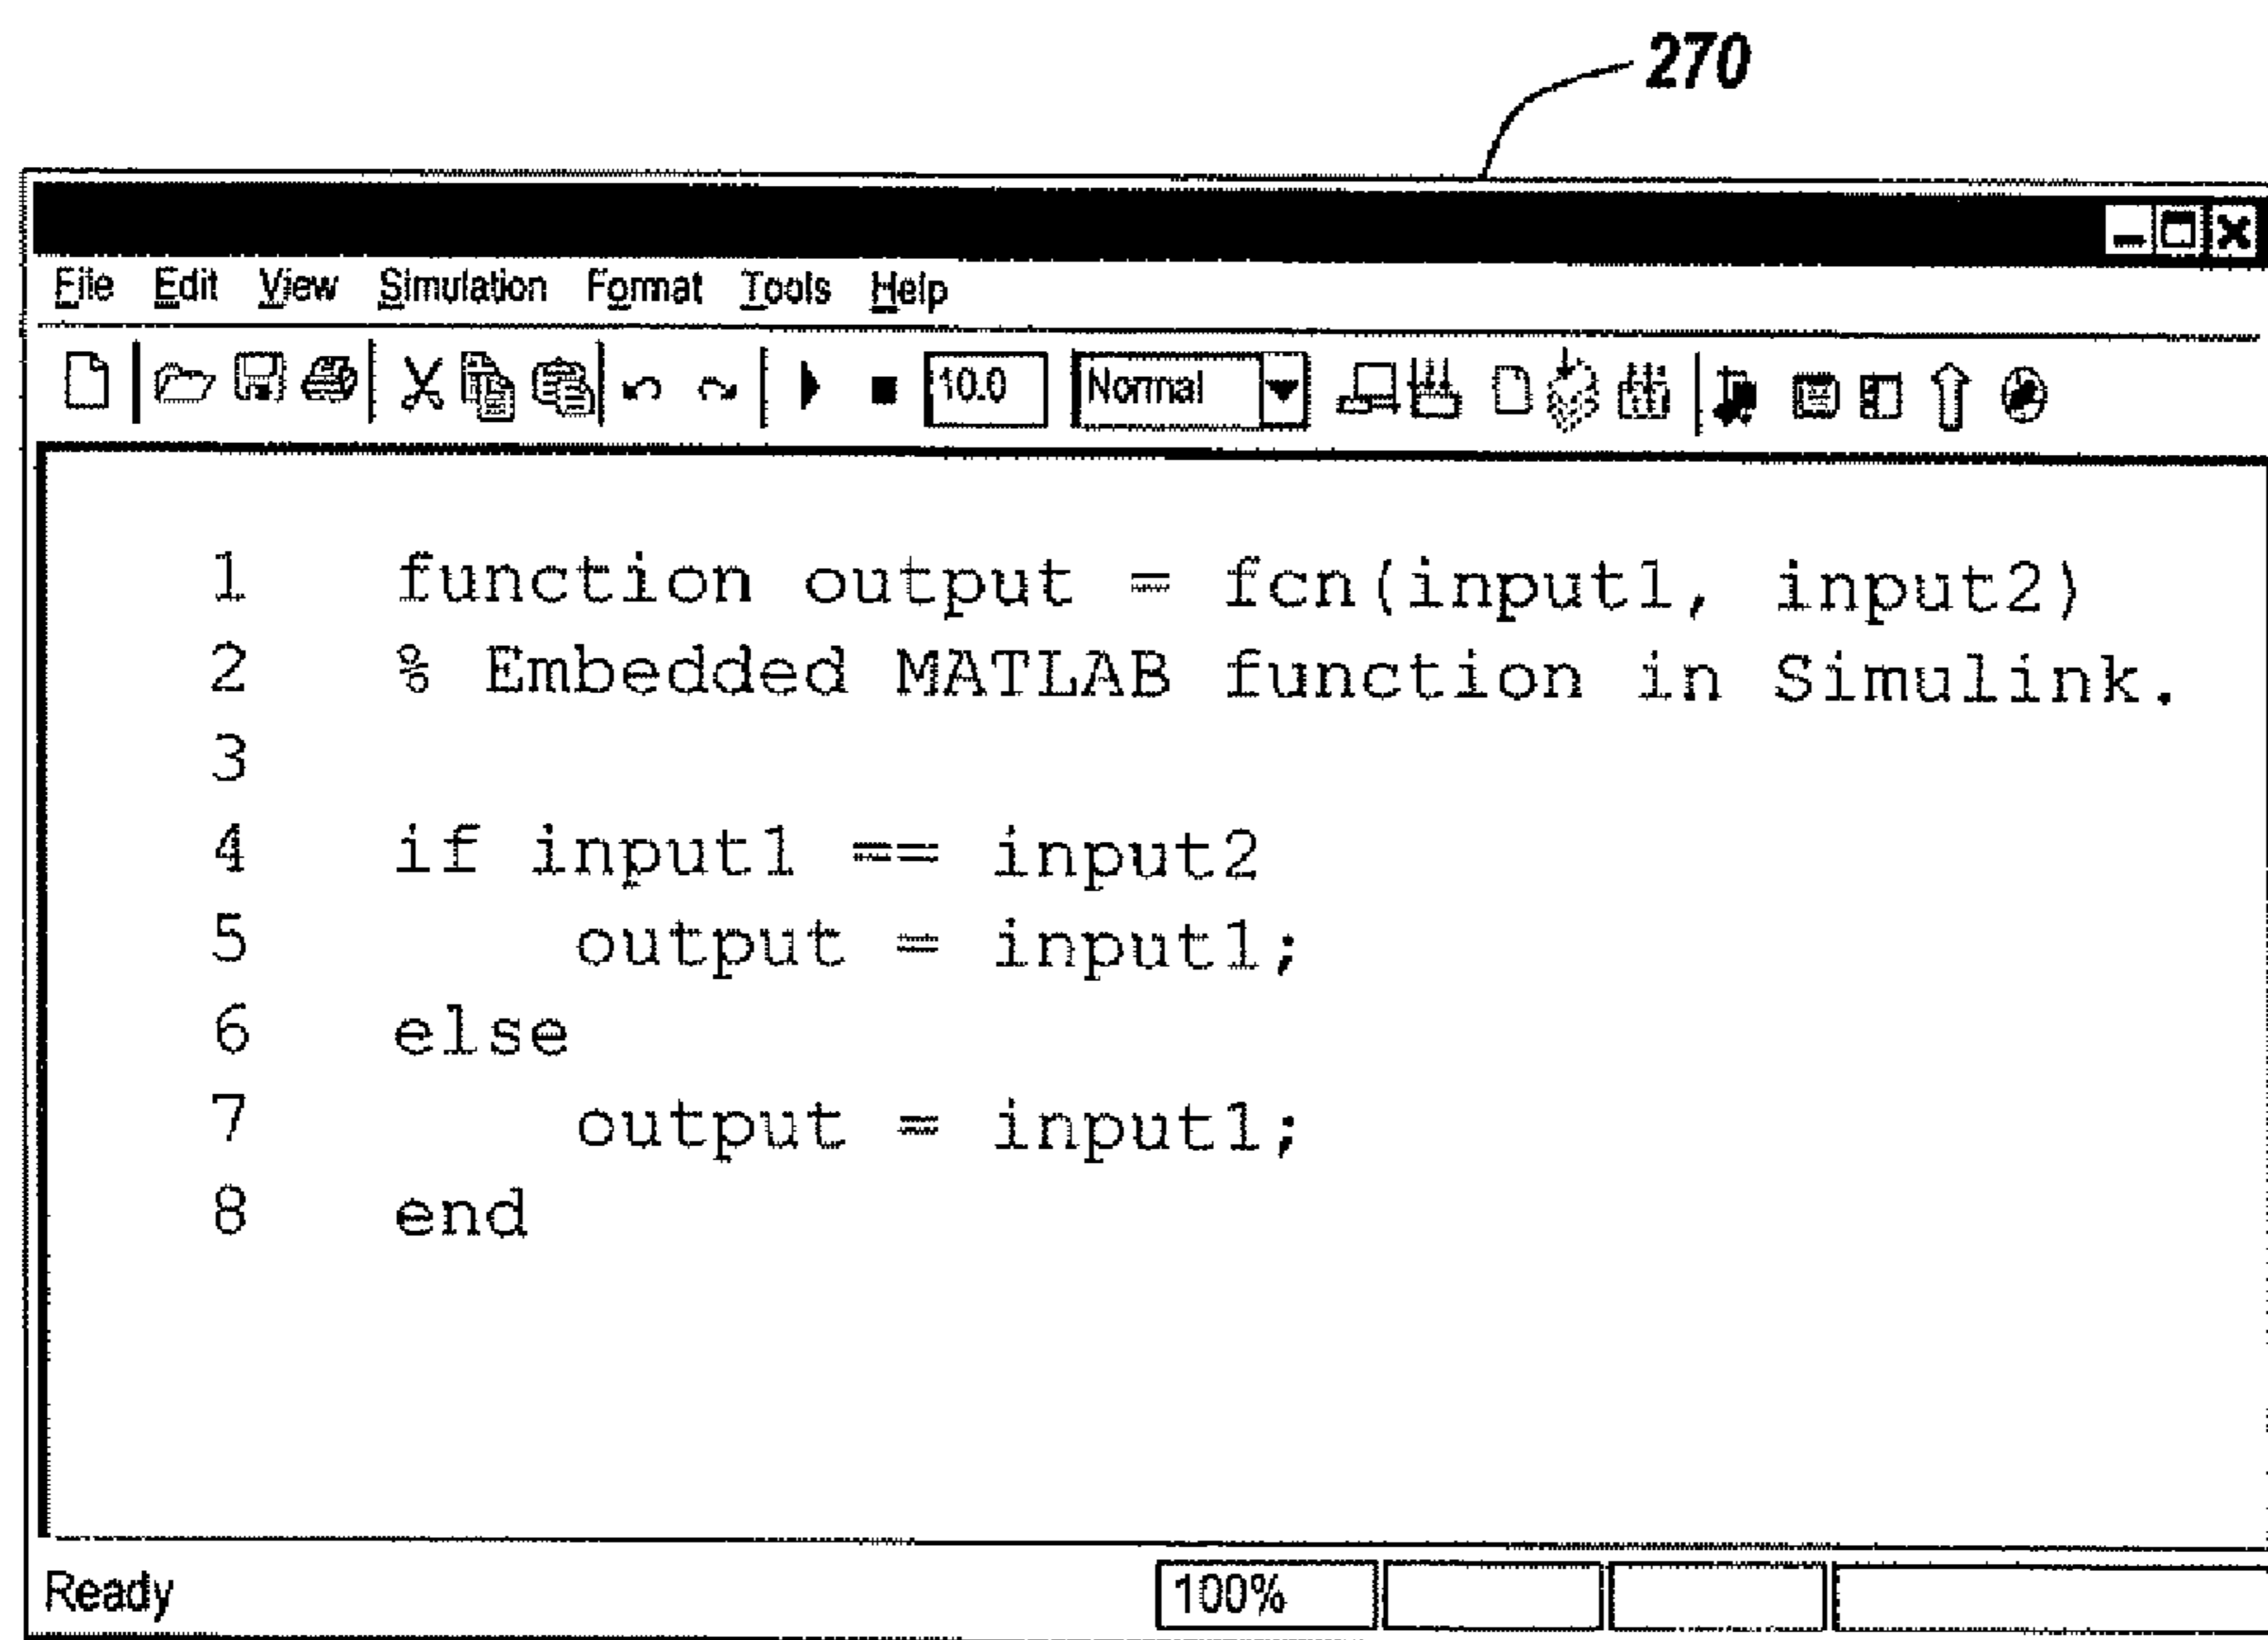 270
File Edit View Simulation Format Tools Help
10.0 Normal
1 function output = fcn(input1, input2)
2 % Embedded MATLAB function in Simulink.
3
4 if input1 == input2
5 output = input1;
6 else
7 output = input1;
8 end
Ready 100%